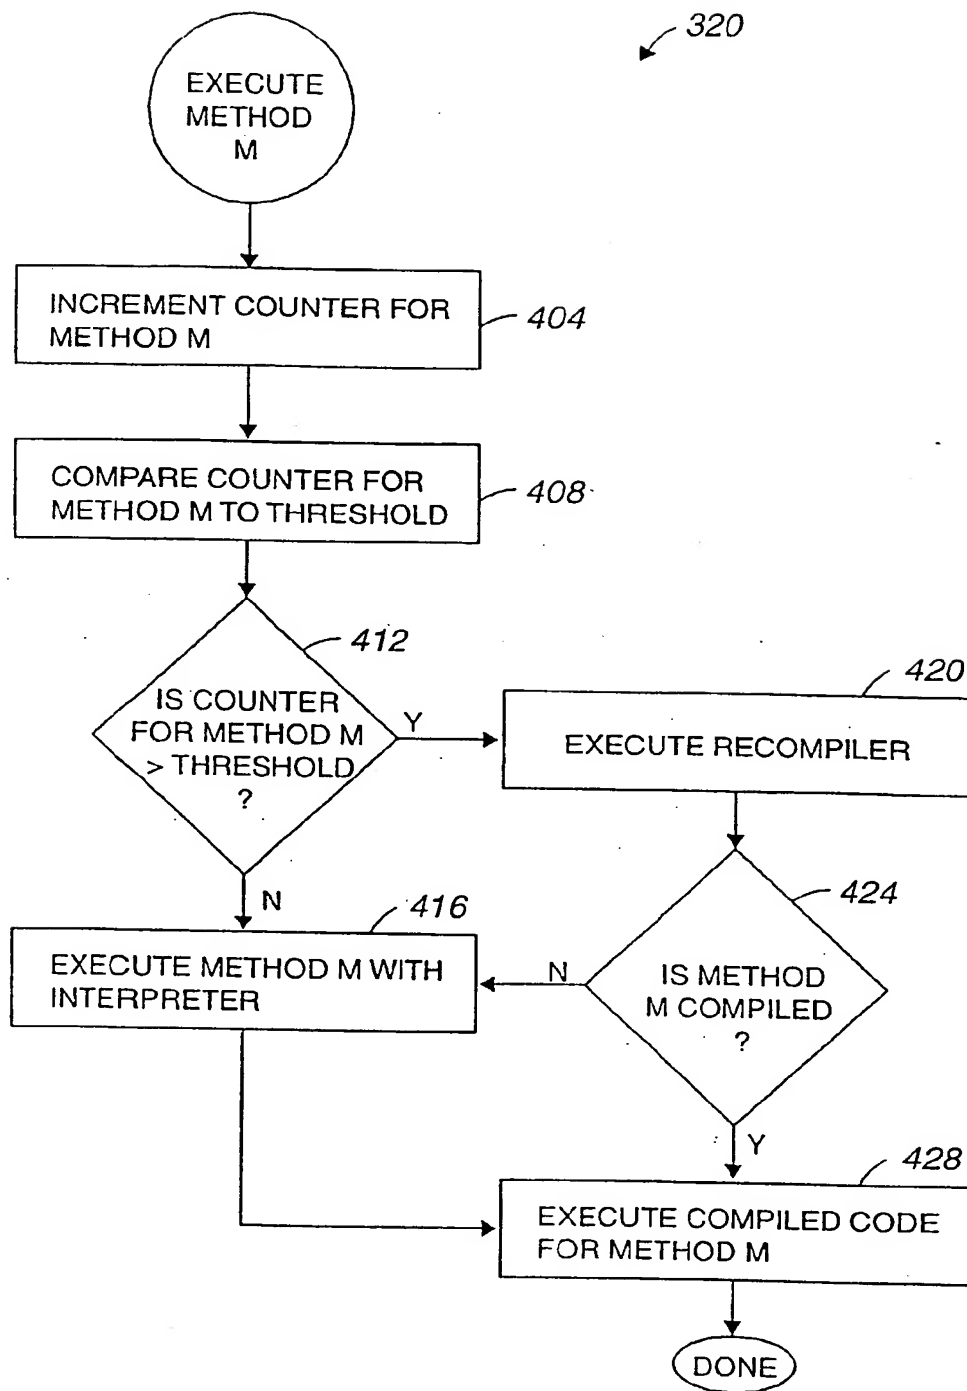 320
EXECUTE
METHOD
M
INCREMENT COUNTER FOR
METHOD M
404
COMPARE COUNTER FOR
METHOD M TO THRESHOLD
408
412
IS COUNTER
FOR METHOD M
> THRESHOLD
?
Y
420
EXECUTE RECOMPILER
N
416
EXECUTE METHOD M WITH
INTERPRETER
424
N
IS METHOD
M COMPILED
?
Y
428
EXECUTE COMPILED CODE
FOR METHOD M
DONE